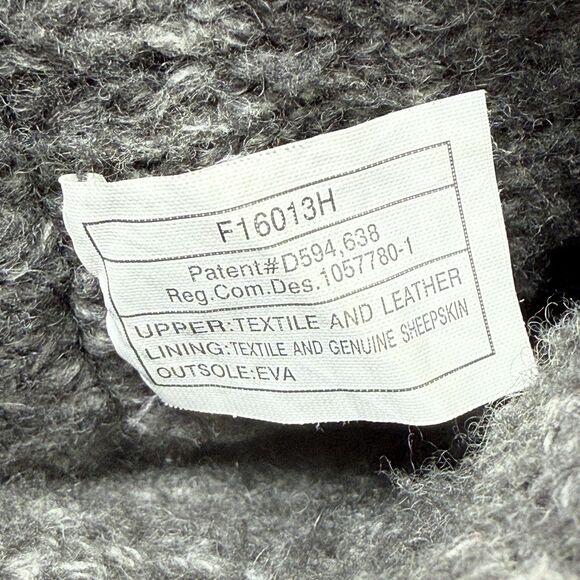 F16013H
Patent#D594,638
Reg.Com.Des.1057780-1
UPPER:TEXTILE AND LEATHER
LINING:TEXTILE AND GENUINE SHEEPSKIN
OUTSOLE:EVA